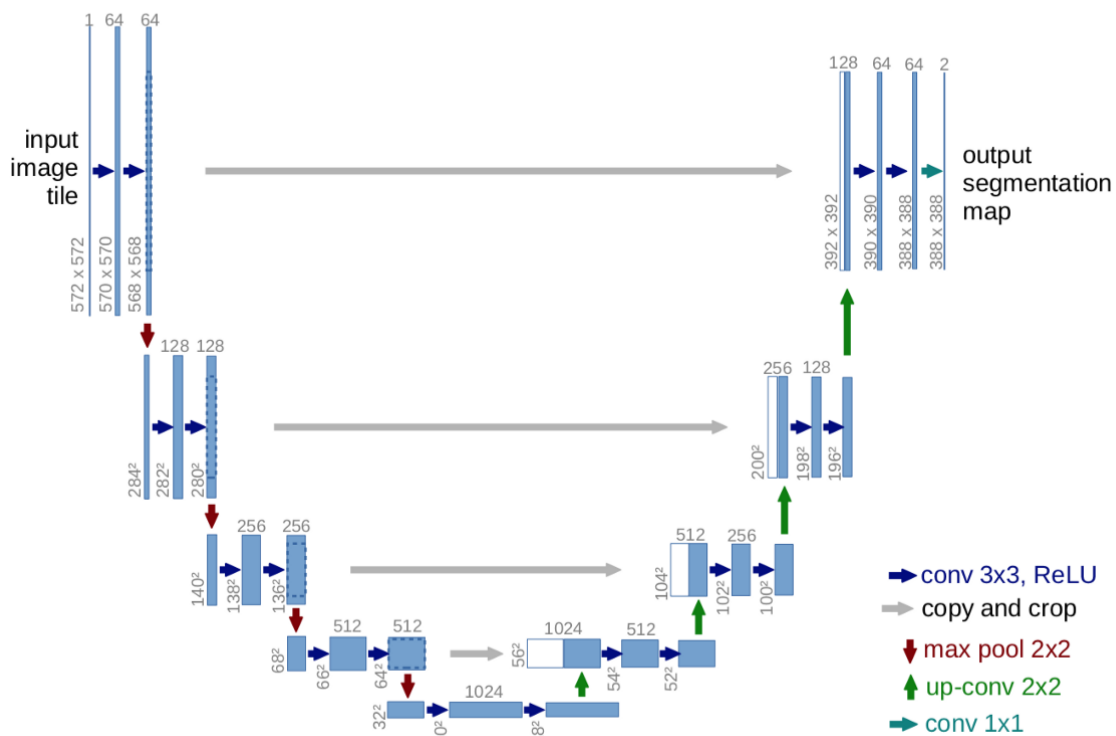 1 64 64
128 64 64 2
input
image
tile
output
segmentation
map
572 x 572
570 x 570
568 x 568
392 x 392
390 x 390
388 x 388
388 x 388
128 128
256 128
284²
282²
280²
200²
198²
196²
256 256
512 256
140²
138²
136²
104²
102²
100²
512 512
1024 512
68²
66²
64²
56²
54²
52²
1024
32²
0²
8²
conv 3x3, ReLU
copy and crop
max pool 2x2
up-conv 2x2
conv 1x1